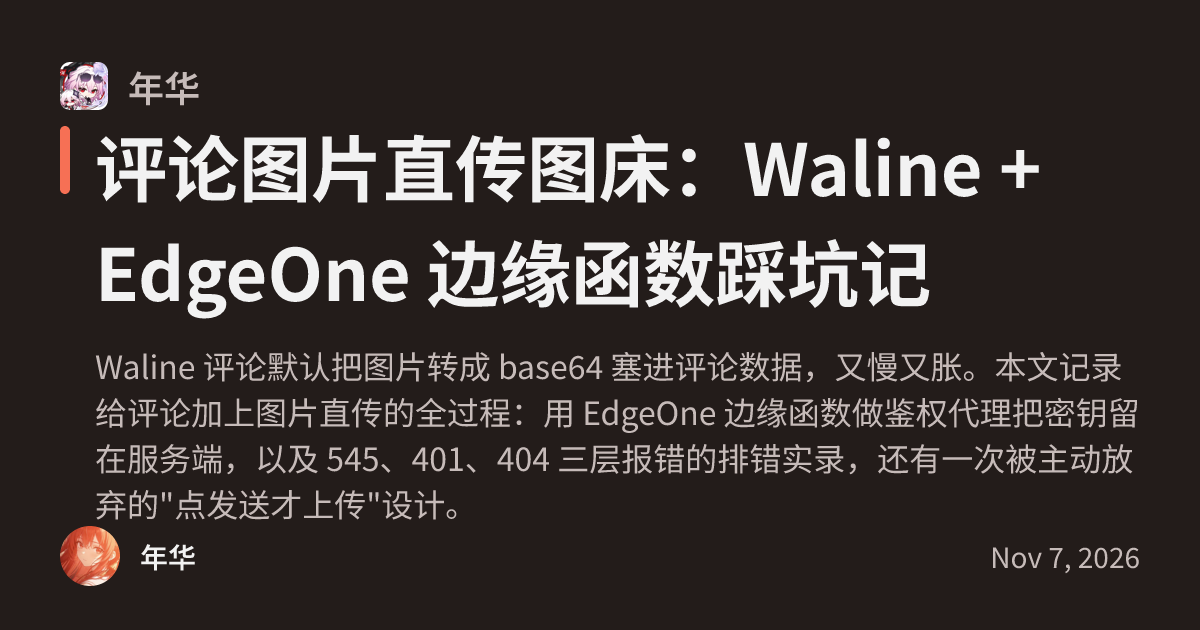 年华
评论图片直传图床：Waline +
EdgeOne 边缘函数踩坑记
Waline 评论默认把图片转成 base64 塞进评论数据，又慢又胀。本文记录
给评论加上图片直传的全过程：用 EdgeOne 边缘函数做鉴权代理把密钥留
在服务端，以及 545、401、404 三层报错的排错实录，还有一次被主动放
弃的"点发送才上传"设计。
年华
Nov 7, 2026